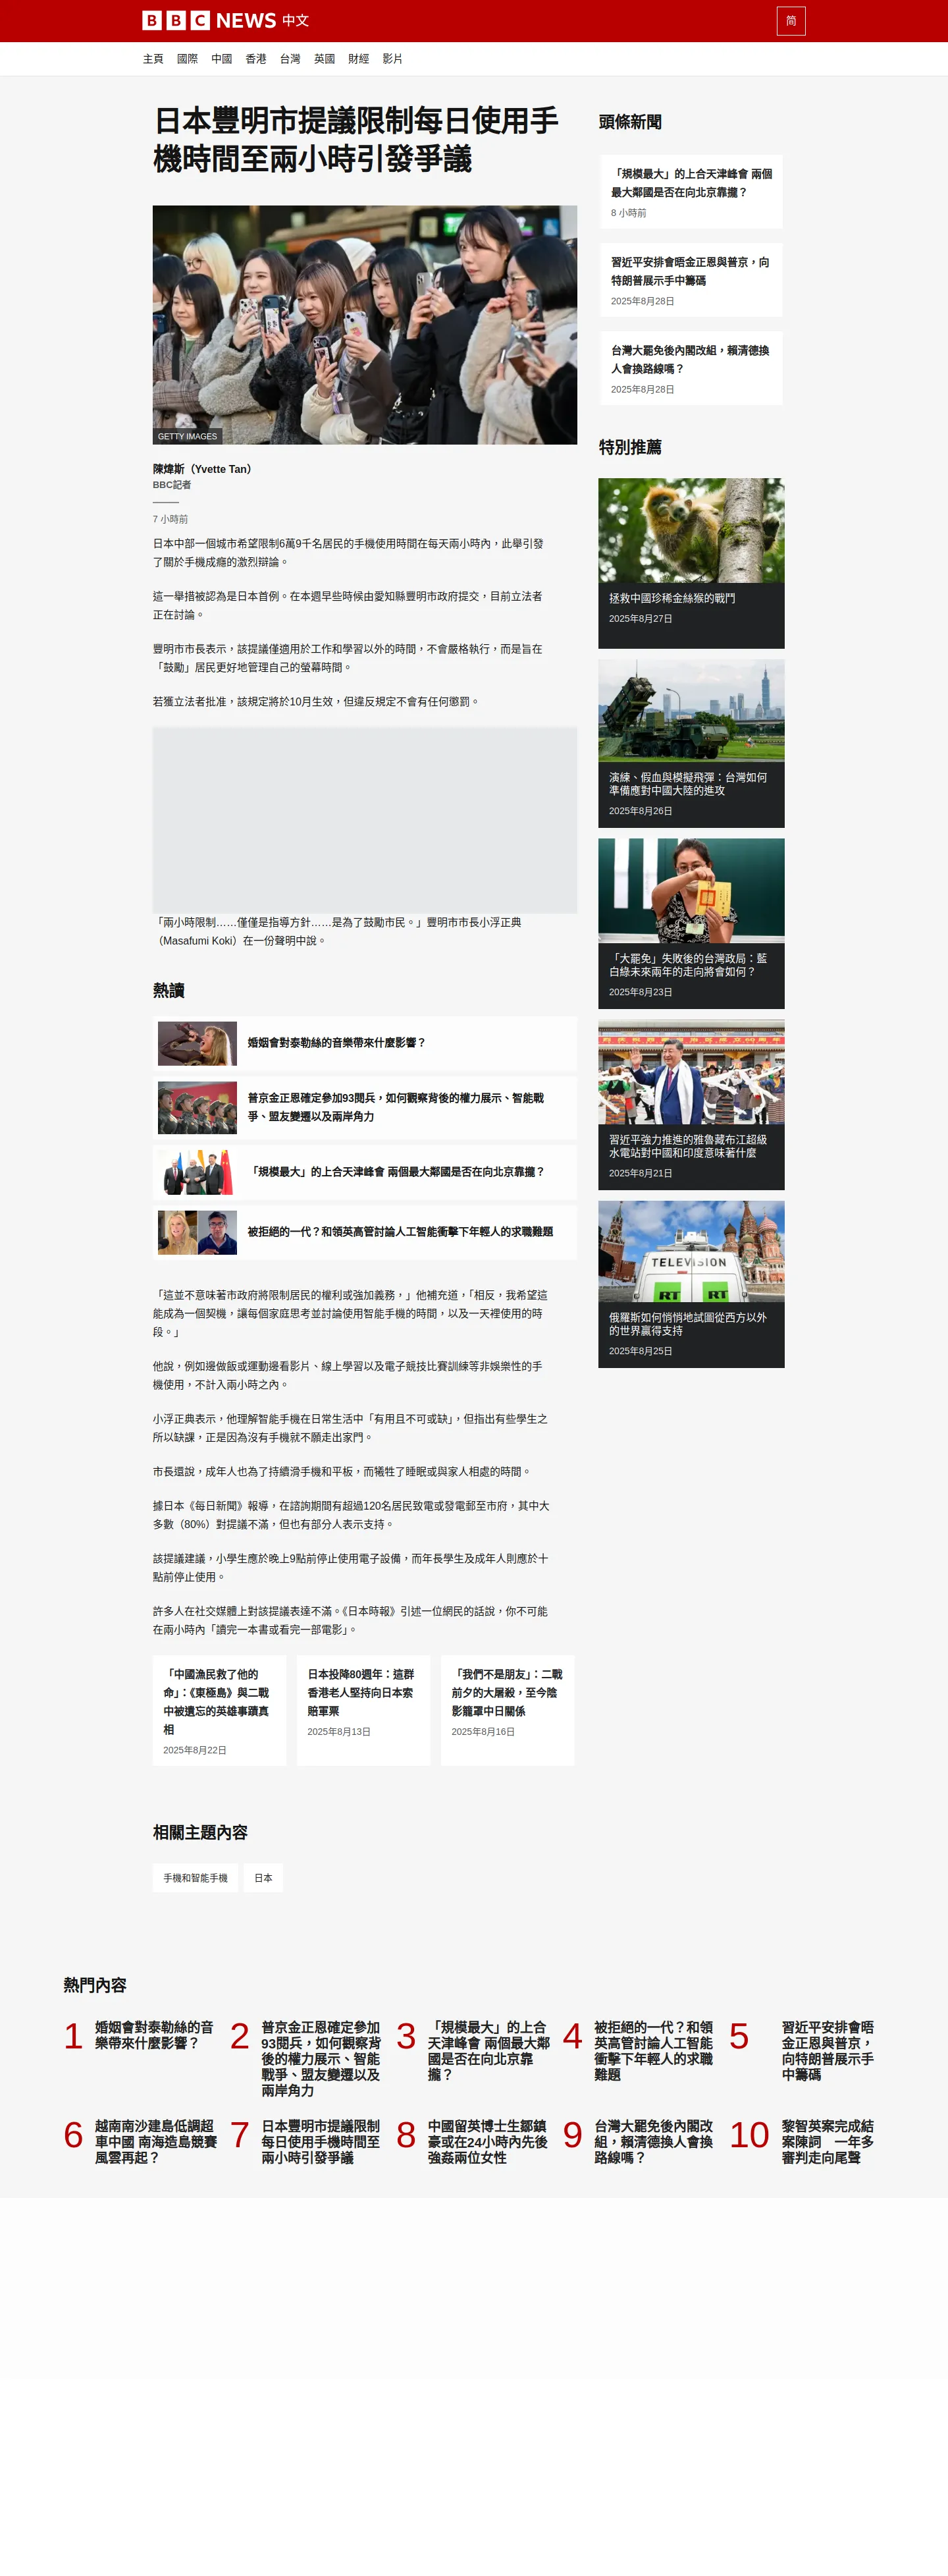 BBC NEWS 中文
简
主頁 國際 中國 香港 台灣 英國 財經 影片
日本豐明市提議限制每日使用手
機時間至兩小時引發爭議
GETTY IMAGES
陳煒斯（Yvette Tan）
BBC記者
7 小時前
日本中部一個城市希望限制6萬9千名居民的手機使用時間在每天兩小時內，此舉引發
了關於手機成癮的激烈辯論。
這一舉措被認為是日本首例。在本週早些時候由愛知縣豐明市政府提交，目前立法者
正在討論。
豐明市市長表示，該提議僅適用於工作和學習以外的時間，不會嚴格執行，而是旨在
「鼓勵」居民更好地管理自己的螢幕時間。
若獲立法者批准，該規定將於10月生效，但違反規定不會有任何懲罰。
「兩小時限制……僅僅是指導方針……是為了鼓勵市民。」豐明市市長小浮正典
（Masafumi Koki）在一份聲明中說。
熱讀
婚姻會對泰勒絲的音樂帶來什麼影響？
普京金正恩確定參加93閱兵，如何觀察背後的權力展示、智能戰
爭、盟友變遷以及兩岸角力
「規模最大」的上合天津峰會 兩個最大鄰國是否在向北京靠攏？
被拒絕的一代？和領英高管討論人工智能衝擊下年輕人的求職難題
「這並不意味著市政府將限制居民的權利或強加義務，」他補充道，「相反，我希望這
能成為一個契機，讓每個家庭思考並討論使用智能手機的時間，以及一天裡使用的時
段。」
他說，例如邊做飯或運動邊看影片、線上學習以及電子競技比賽訓練等非娛樂性的手
機使用，不計入兩小時之內。
小浮正典表示，他理解智能手機在日常生活中「有用且不可或缺」，但指出有些學生之
所以缺課，正是因為沒有手機就不願走出家門。
市長還說，成年人也為了持續滑手機和平板，而犧牲了睡眠或與家人相處的時間。
據日本《每日新聞》報導，在諮詢期間有超過120名居民致電或發電郵至市府，其中大
多數（80%）對提議不滿，但也有部分人表示支持。
該提議建議，小學生應於晚上9點前停止使用電子設備，而年長學生及成年人則應於十
點前停止使用。
許多人在社交媒體上對該提議表達不滿。《日本時報》引述一位網民的話說，你不可能
在兩小時內「讀完一本書或看完一部電影」。
「中國漁民救了他的
命」：《東極島》與二戰
中被遺忘的英雄事蹟真
相
2025年8月22日
日本投降80週年：這群
香港老人堅持向日本索
賠軍票
2025年8月13日
「我們不是朋友」：二戰
前夕的大屠殺，至今陰
影籠罩中日關係
2025年8月16日
相關主題內容
手機和智能手機
日本
頭條新聞
「規模最大」的上合天津峰會 兩個
最大鄰國是否在向北京靠攏？
8 小時前
習近平安排會晤金正恩與普京，向
特朗普展示手中籌碼
2025年8月28日
台灣大罷免後內閣改組，賴清德換
人會換路線嗎？
2025年8月28日
特別推薦
拯救中國珍稀金絲猴的戰鬥
2025年8月27日
演練、假血與模擬飛彈：台灣如何
準備應對中國大陸的進攻
2025年8月26日
「大罷免」失敗後的台灣政局：藍
白綠未來兩年的走向將會如何？
2025年8月23日
習近平強力推進的雅魯藏布江超級
水電站對中國和印度意味著什麼
2025年8月21日
TELEVISION
RT RT
俄羅斯如何悄悄地試圖從西方以外
的世界贏得支持
2025年8月25日
熱門內容
1
婚姻會對泰勒絲的音
樂帶來什麼影響？
2
普京金正恩確定參加
93閱兵，如何觀察背
後的權力展示、智能
戰爭、盟友變遷以及
兩岸角力
3
「規模最大」的上合
天津峰會 兩個最大鄰
國是否在向北京靠
攏？
4
被拒絕的一代？和領
英高管討論人工智能
衝擊下年輕人的求職
難題
5
習近平安排會晤
金正恩與普京，
向特朗普展示手
中籌碼
6
越南南沙建島低調超
車中國 南海造島競賽
風雲再起？
7
日本豐明市提議限制
每日使用手機時間至
兩小時引發爭議
8
中國留英博士生鄒鎮
豪或在24小時內先後
強姦兩位女性
9
台灣大罷免後內閣改
組，賴清德換人會換
路線嗎？
10
黎智英案完成結
案陳詞　一年多
審判走向尾聲